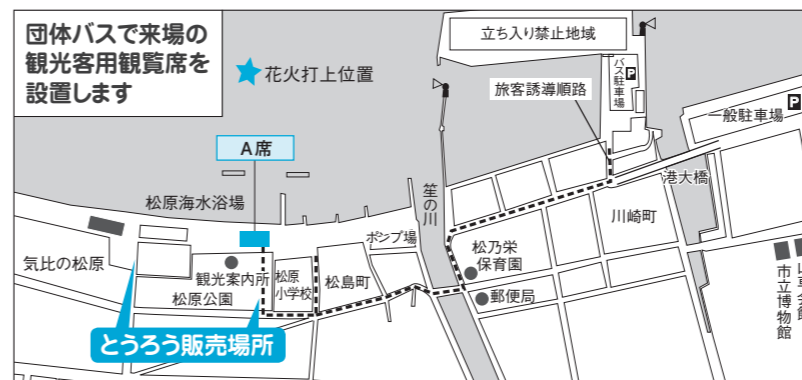 団体バスで来場の
観光客用観覧席を
設置します
花火打上位置
立ち入り禁止地域
バス駐車場
P
旅客誘導順路
一般駐車場
P
A席
松原海水浴場
笙の川
港大橋
川崎町
ポンプ場
松乃栄
保育園
気比の松原
観光案内所
松原
小学校
松島町
松原公園
郵便局
市立博物館
とうろう販売場所